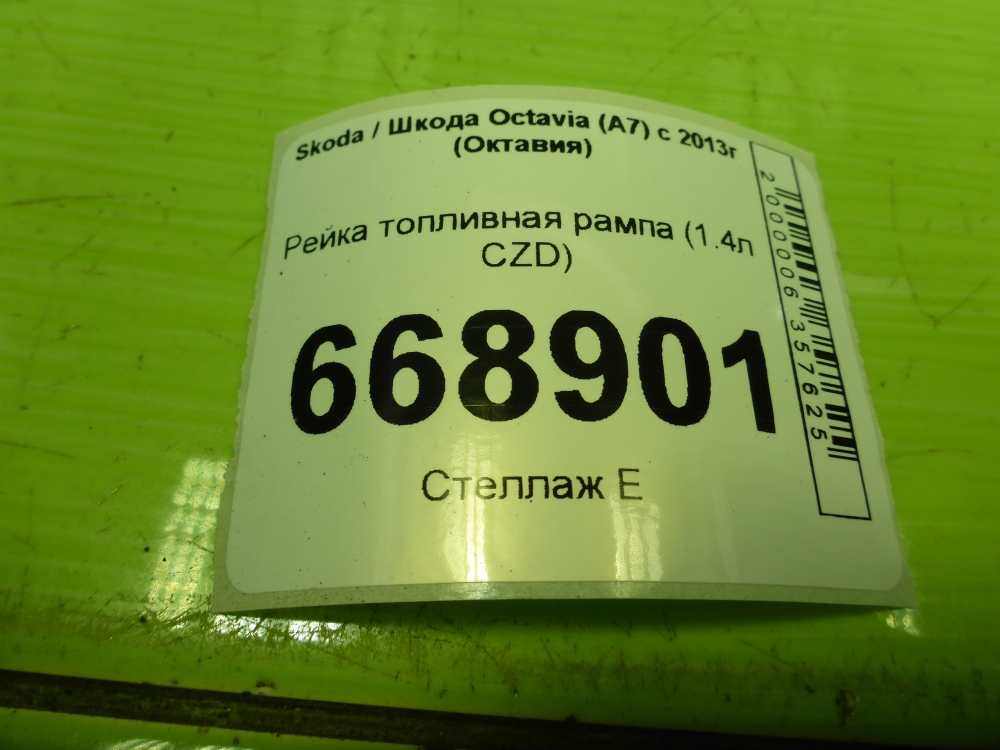 Skoda / Шкода Octavia (A7) с 2013г
(Октавия)
Рейка топливная рампа (1.4л
CZD)
668901
Стеллаж Е
2000006357625